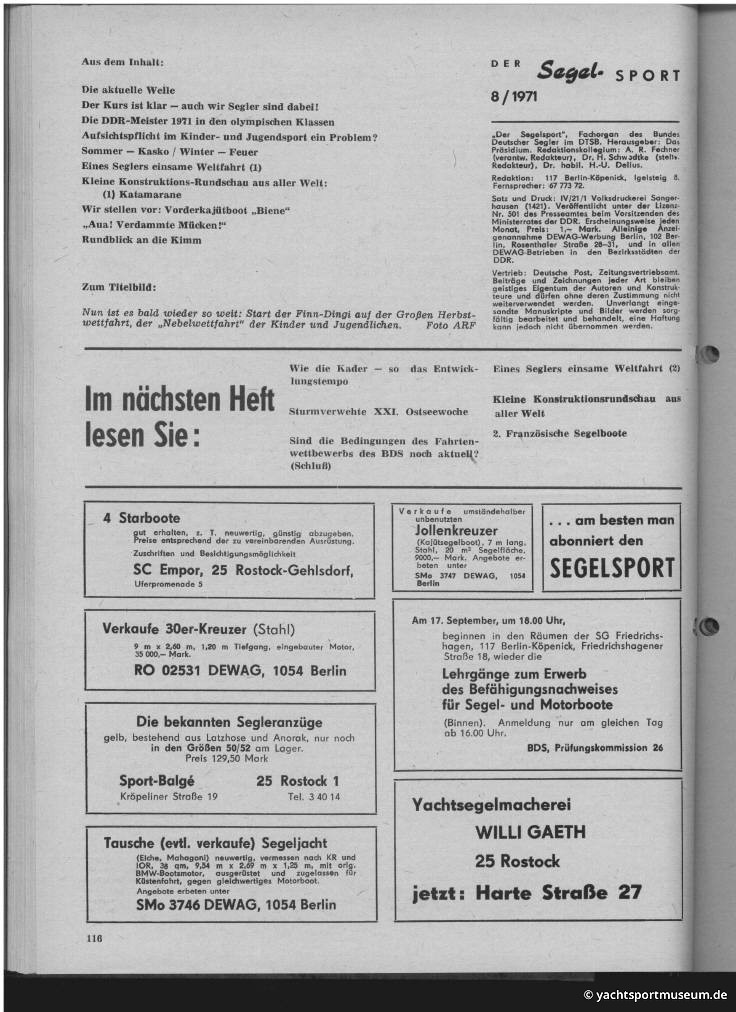 Aus dem Inhalt:
Die aktuelle Welle
Der Kurs ist klar — auch wir Segler sind dabei!
Die DDR-Meister 1971 in den olympischen Klassen
Aufsichtspflicht im Kinder- und Jugendsport ein Problem?
Sommer — Kasko / Winter — Feuer
Eines Seglers einsame Weltfahrt (1)
Kleine Konstruktions-Rundschau aus aller Welt:
(1) Katamarane
Wir stellen vor: Vorderkajütboot „Biene“
„Aua! Verdammte Mücken!“
Rundblick an die Kimm
Zum Titelbild:
Nun ist es bald wieder so weit: Start der Finn-Dingi auf der Großen Herbst-
wettfahrt, der „Nebelwettfahrt“ der Kinder und Jugendlichen. Foto ARF
DER Segel- SPORT
8/1971
„Der Segelsport“, Fachorgan des Bundes
Deutscher Segler im DTSB. Herausgeber: Das
Präsidium. Redaktionskollegium: A. R. Fechner
(verantw. Redakteur), Dr. H. Schwadtke (stellv.
Redakteur), Dr. habil. H.-U. Delius.
Redaktion: 117 Berlin-Köpenick, Igelsteig 8.
Fernsprecher: 67 773 72.
Satz und Druck: IV/21/1 Volksdruckerei Sanger-
hausen (1421). Veröffentlicht unter der Lizenz-
Nr. 501 des Presseamtes beim Vorsitzenden des
Ministerrates der DDR. Erscheinungsweise jeden
Monat, Preis: 1,— Mark. Alleinige Anzei-
genannahme DEWAG-Werbung Berlin, 102 Ber-
lin, Rosenthaler Straße 28—31, und in allen
DEWAG-Betrieben in den Bezirksstädten der
DDR.
Vertrieb: Deutsche Post, Zeitungsvertriebsamt.
Beiträge und Zeichnungen jeder Art bleiben
geistiges Eigentum der Autoren und Konstruk-
teure und dürfen ohne deren Zustimmung nicht
weiterverwendet werden. Unverlangt einge-
sandte Manuskripte und Bilder werden sorg-
fältig bearbeitet und behandelt, eine Haftung
kann jedoch nicht übernommen werden.
Im nächsten Heft
lesen Sie:
Wie die Kader — so das Entwick-
lungstempo
Sturmverwehte XXI. Ostseewoche
Sind die Bedingungen des Fahrten-
wettbewerbs des BDS noch aktuell?
(Schluß)
Eines Seglers einsame Weltfahrt (2)
Kleine Konstruktionsrundschau aus
aller Welt
2. Französische Segelboote
4 Starboote
gut erhalten, z. T. neuwertig, günstig abzugeben.
Preise entsprechend der zu vereinbarenden Ausrüstung.
Zuschriften und Besichtigungsmöglichkeit
SC Empor, 25 Rostock-Gehlsdorf,
Uferpromenade 5
Verkaufe 30er-Kreuzer (Stahl)
9 m x 2,60 m, 1,20 m Tiefgang, eingebauter Motor,
35 000,— Mark.
RO 02531 DEWAG, 1054 Berlin
Die bekannten Segleranzüge
gelb, bestehend aus Latzhose und Anorak, nur noch
in den Größen 50/52 am Lager.
Preis 129,50 Mark
Sport-Balgé 25 Rostock 1
Kröpeliner Straße 19 Tel. 3 40 14
Tausche (evtl. verkaufe) Segeljacht
(Eiche, Mahagoni) neuwertig, vermessen nach KR und
IOR, 38 qm, 9,54 m x 2,69 m x 1,25 m, mit orig.
BMW-Bootsmotor, ausgerüstet und zugelassen für
Küstenfahrt, gegen gleichwertiges Motorboot.
Angebote erbeten unter
SMo 3746 DEWAG, 1054 Berlin
Verkaufe umständehalber
unbenutzten
Jollenkreuzer
(Kajütsegelboot), 7 m lang,
Stahl, 20 m² Segelfläche,
9000,— Mark. Angebote er-
beten unter
SMo 3747 DEWAG, 1054
Berlin
. . . am besten man
abonniert den
SEGELSPORT
Am 17. September, um 18.00 Uhr,
beginnen in den Räumen der SG Friedrichs-
hagen, 117 Berlin-Köpenick, Friedrichshagener
Straße 18, wieder die
Lehrgänge zum Erwerb
des Befähigungsnachweises
für Segel- und Motorboote
(Binnen). Anmeldung nur am gleichen Tag
ab 16.00 Uhr.
BDS, Prüfungskommission 26
Yachtsegelmacherei
WILLI GAETH
25 Rostock
jetzt: Harte Straße 27
116
© yachtsportmuseum.de